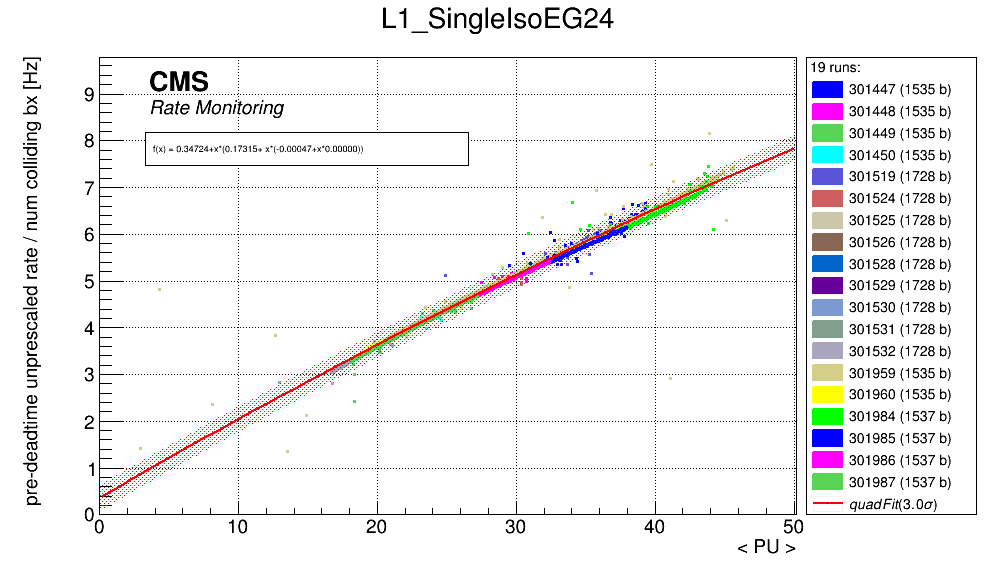 L1_SingleIsoEG24
pre-deadtime unprescaled rate / num colliding bx [Hz]
CMS
Rate Monitoring
f(x) = 0.34724+x*(0.17315+ x*(-0.00047+x*0.00000))
9
8
7
6
5
4
3
2
1
0
0 10 20 30 40 50
< PU >
19 runs:
301447 (1535 b)
301448 (1535 b)
301449 (1535 b)
301450 (1535 b)
301519 (1728 b)
301524 (1728 b)
301525 (1728 b)
301526 (1728 b)
301528 (1728 b)
301529 (1728 b)
301530 (1728 b)
301531 (1728 b)
301532 (1728 b)
301959 (1535 b)
301960 (1535 b)
301984 (1537 b)
301985 (1537 b)
301986 (1537 b)
301987 (1537 b)
quadFit(3.0σ)